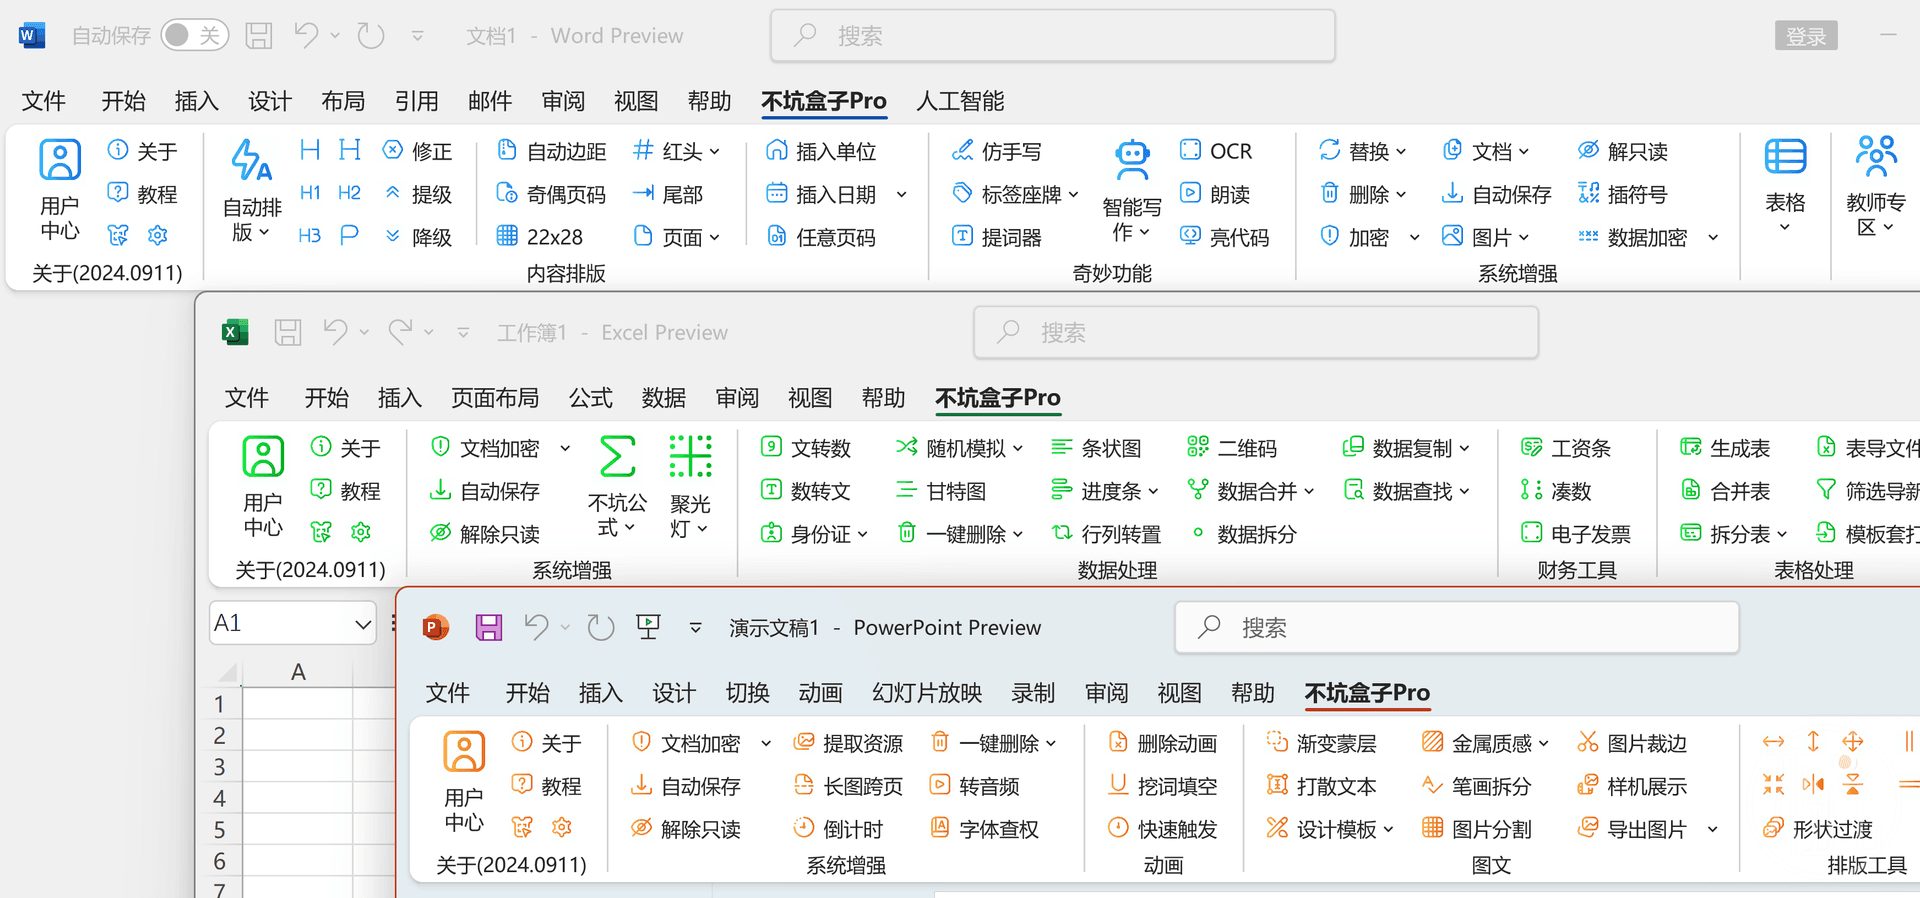 自动保存 关 文档1 - Word Preview 搜索 登录
文件 开始 插入 设计 布局 引用 邮件 审阅 视图 帮助 不坑盒子Pro 人工智能
关于 H H 修正 自动边距 红头 插入单位 仿手写 OCR 替换 文档 解只读
用户中心 教程 自动排版 H1 H2 提级 奇偶页码 尾部 插入日期 标签座牌 智能写作 朗读 删除 自动保存 插符号 表格 教师专区
H3 P 降级 22x28 页面 任意页码 提词器 亮代码 加密 图片 数据加密
关于(2024.0911) 内容排版 奇妙功能 系统增强
工作簿1 - Excel Preview 搜索
文件 开始 插入 页面布局 公式 数据 审阅 视图 帮助 不坑盒子Pro
关于 文档加密 文转数 随机模拟 条状图 二维码 数据复制 工资条 生成表 表导文件
用户中心 教程 自动保存 不坑公式 聚光灯 数转文 甘特图 进度条 数据合并 数据查找 凑数 合并表 筛选导新
解除只读 身份证 一键删除 行列转置 数据拆分 电子发票 拆分表 模板套打
关于(2024.0911) 系统增强 数据处理 财务工具 表格处理
A1
A
1
2
3
4
5
6
7
演示文稿1 - PowerPoint Preview 搜索
文件 开始 插入 设计 切换 动画 幻灯片放映 录制 审阅 视图 帮助 不坑盒子Pro
关于 文档加密 提取资源 一键删除 删除动画 渐变蒙层 金属质感 图片裁边
用户中心 教程 自动保存 长图跨页 转音频 挖词填空 打散文本 笔画拆分 样机展示
解除只读 倒计时 字体查权 快速触发 设计模板 图片分割 导出图片 形状过渡
关于(2024.0911) 系统增强 动画 图文 排版工具